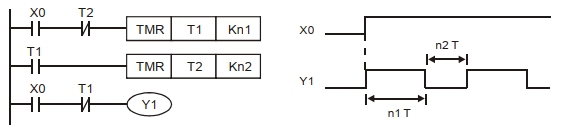 X0 T2
TMR T1 Kn1
T1
TMR T2 Kn2
X0 T1
Y1
X0
n2 T
Y1
n1 T